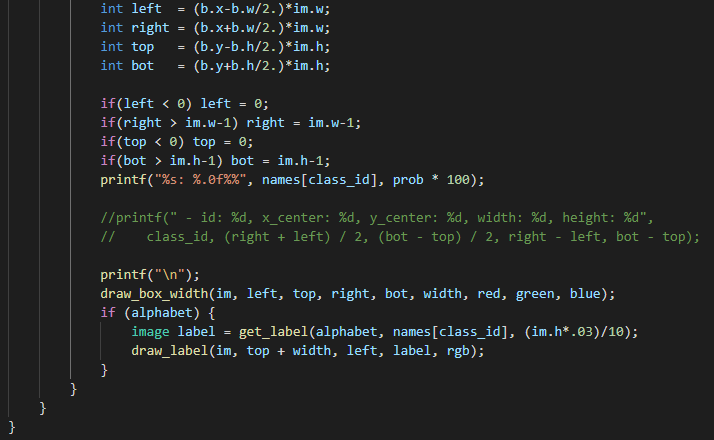 int left  = (b.x-b.w/2.)*im.w;
int right = (b.x+b.w/2.)*im.w;
int top   = (b.y-b.h/2.)*im.h;
int bot   = (b.y+b.h/2.)*im.h;
if(left < 0) left = 0;
if(right > im.w-1) right = im.w-1;
if(top < 0) top = 0;
if(bot > im.h-1) bot = im.h-1;
printf("%s: %.0f%%", names[class_id], prob * 100);
//printf(" - id: %d, x_center: %d, y_center: %d, width: %d, height: %d",
//    class_id, (right + left) / 2, (bot - top) / 2, right - left, bot - top);
printf("\n");
draw_box_width(im, left, top, right, bot, width, red, green, blue);
if (alphabet) {
    image label = get_label(alphabet, names[class_id], (im.h*.03)/10);
    draw_label(im, top + width, left, label, rgb);
}
}
}
}